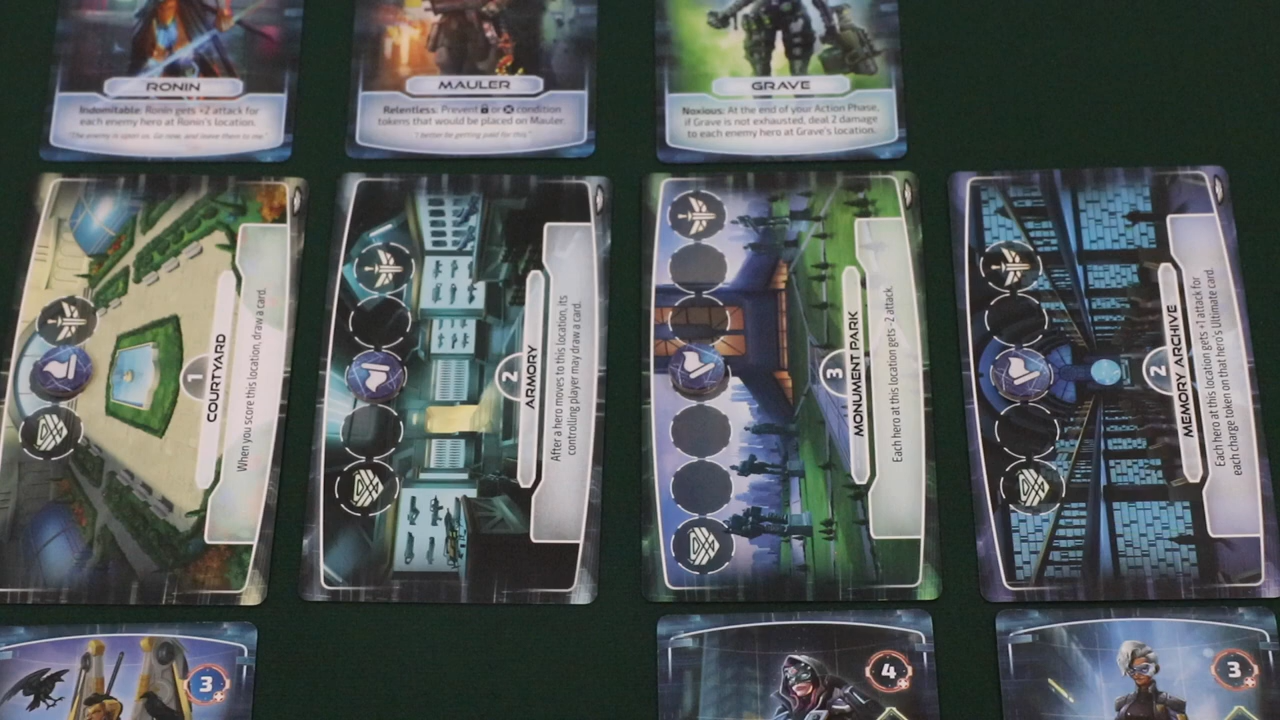 RONIN
Indomitable: Ronin gets +2 attack for
each enemy hero at Ronin's location.
"The enemy is upon us. Go now, and leave them to me."
MAULER
Relentless: Prevent or condition
tokens that would be placed on Mauler.
"I better be getting paid for this."
GRAVE
Noxious: At the end of your Action Phase,
if Grave is not exhausted, deal 2 damage
to each enemy hero at Grave's location.
1
COURTYARD
When you score this location, draw a card.
2
ARMORY
After a hero moves to this location, its
controlling player may draw a card.
3
MONUMENT PARK
Each hero at this location gets -2 attack.
2
MEMORY ARCHIVE
Each hero at this location gets +1 attack for
each charge token on that hero's Ultimate card.
3
4
3